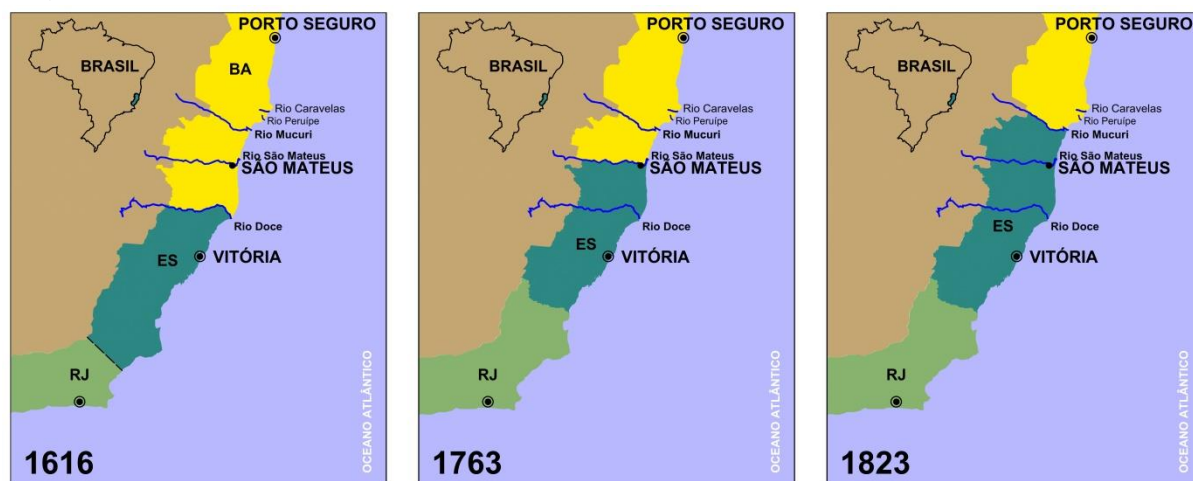 PORTO SEGURO
BRASIL
BA
Rio Caravelas
Rio Peruípe
Rio Mucuri
Rio São Mateus
SÃO MATEUS
Rio Doce
ES
VITÓRIA
RJ
OCEANO ATLÂNTICO
1616
PORTO SEGURO
BRASIL
Rio Caravelas
Rio Peruípe
Rio Mucuri
Rio São Mateus
SÃO MATEUS
Rio Doce
ES
VITÓRIA
RJ
OCEANO ATLÂNTICO
1763
PORTO SEGURO
BRASIL
Rio Caravelas
Rio Peruípe
Rio Mucuri
Rio São Mateus
SÃO MATEUS
Rio Doce
ES
VITÓRIA
RJ
OCEANO ATLÂNTICO
1823